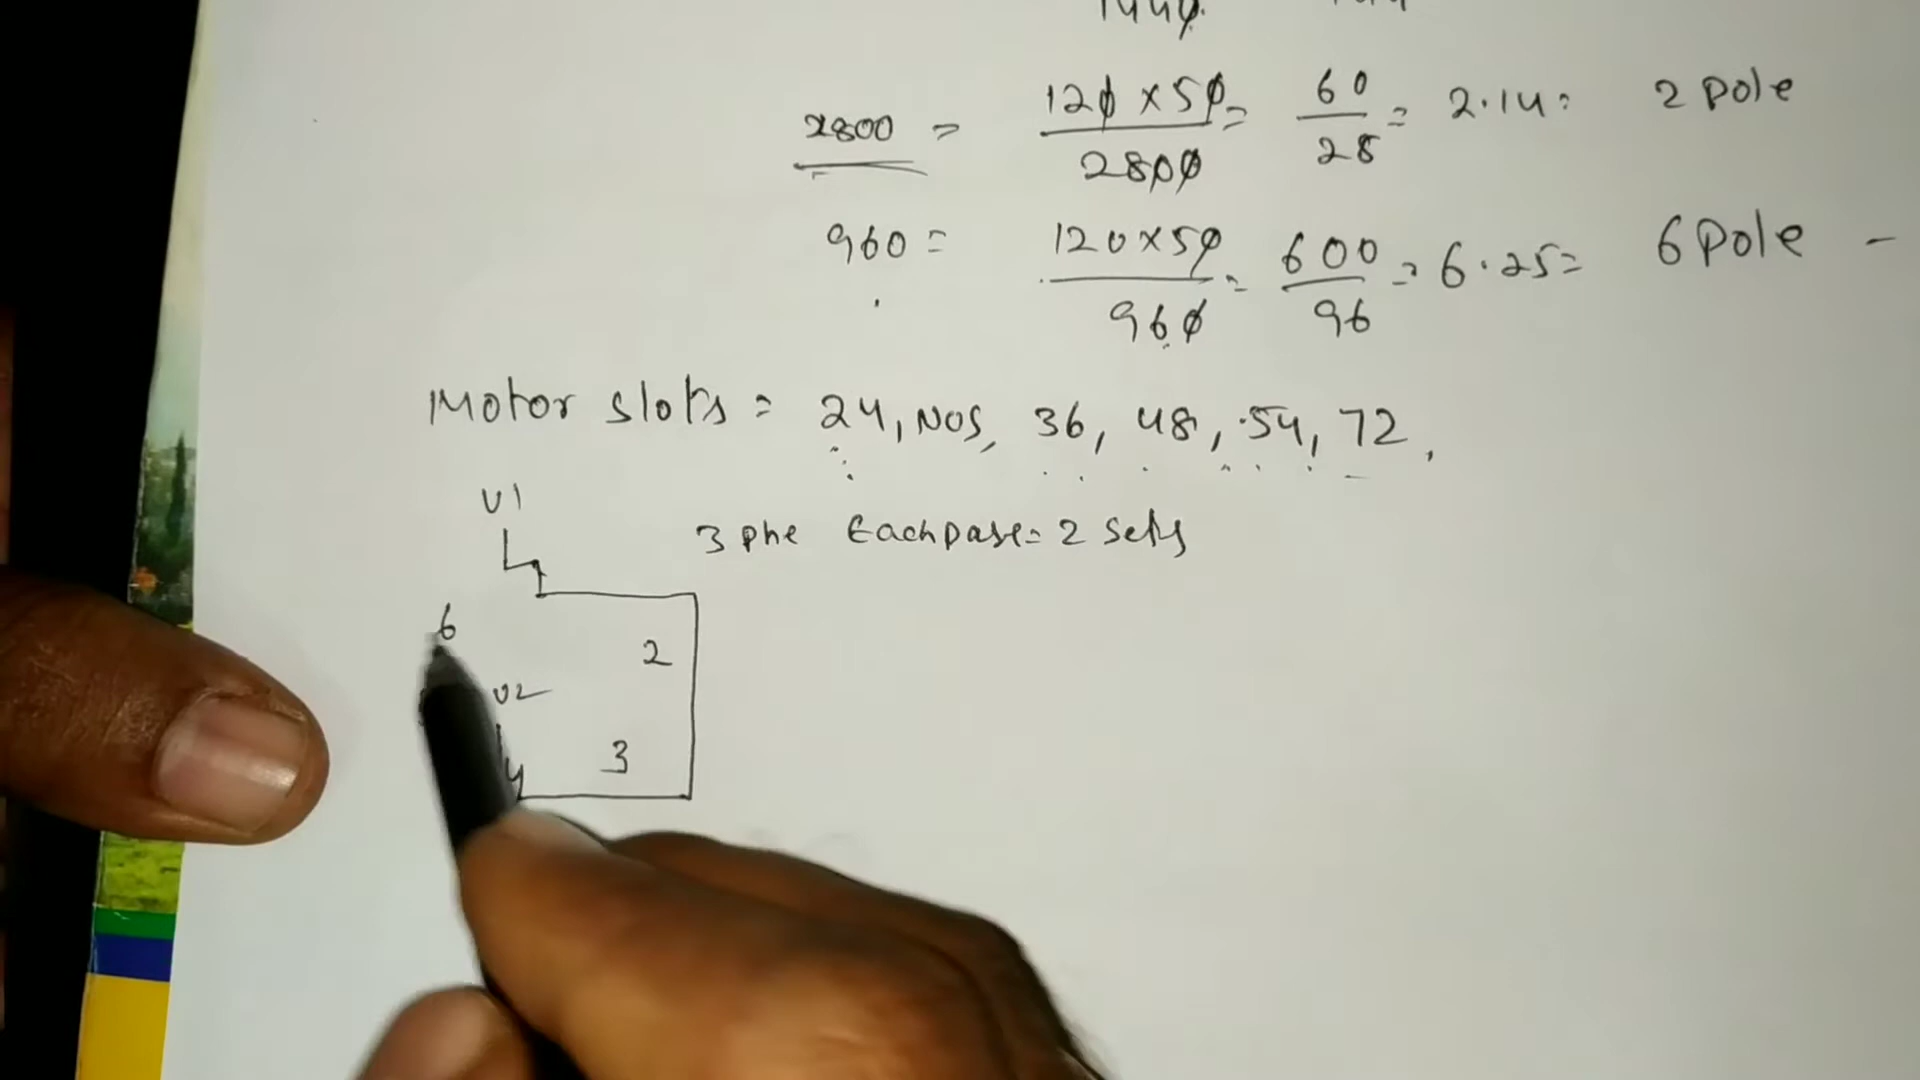 1440
2800 = 120 x 50 / 2800 = 60 / 28 = 2.14 = 2 pole
960 = 120 x 50 / 960 = 600 / 96 = 6.25 = 6 pole -
Motor slots = 24, Nos, 36, 48, 54, 72,
U1
3 phe Eachpase = 2 sets
6
2
U2
3
4